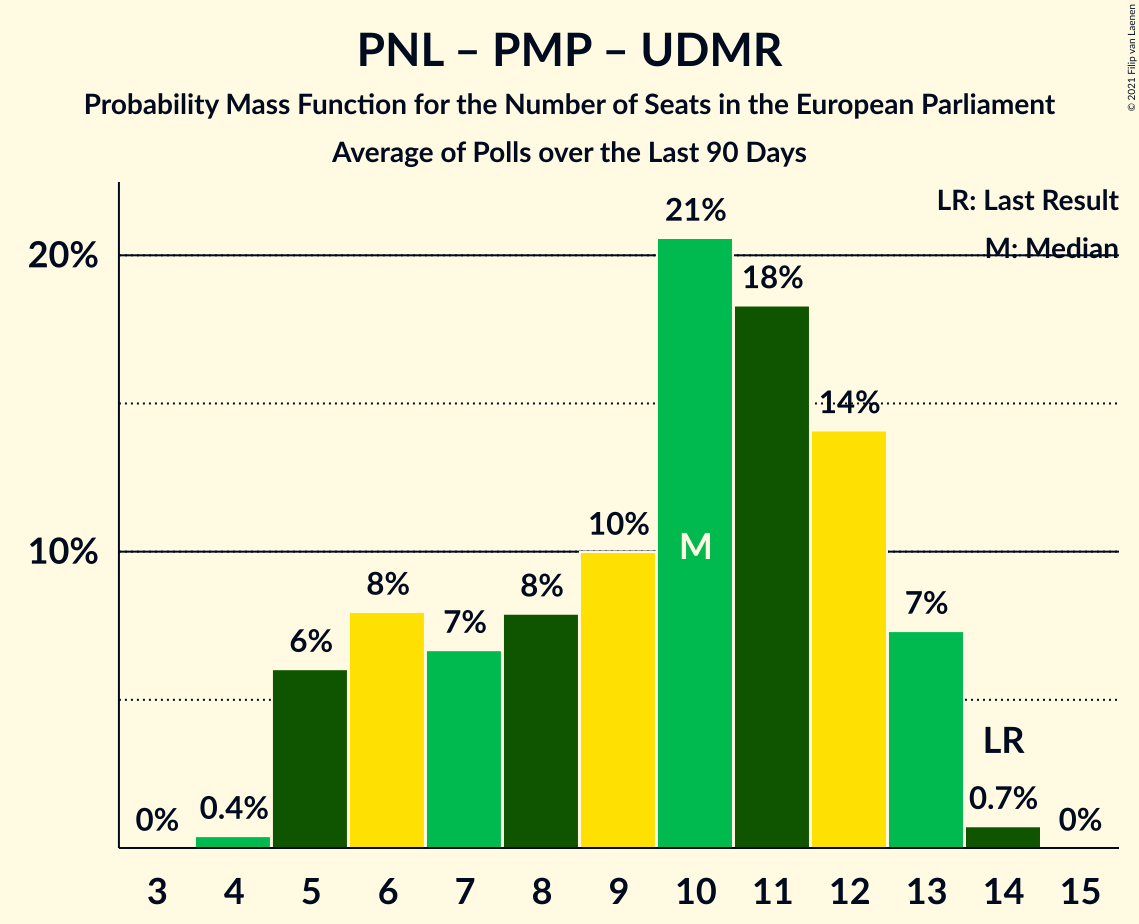 PNL – PMP – UDMR
Probability Mass Function for the Number of Seats in the European Parliament
Average of Polls over the Last 90 Days
© 2021 Filip van Laenen
LR: Last Result
M: Median
20%
10%
0%
0.4%
6%
8%
7%
8%
10%
21%
M
18%
14%
7%
LR
0.7%
0%
3 4 5 6 7 8 9 10 11 12 13 14 15